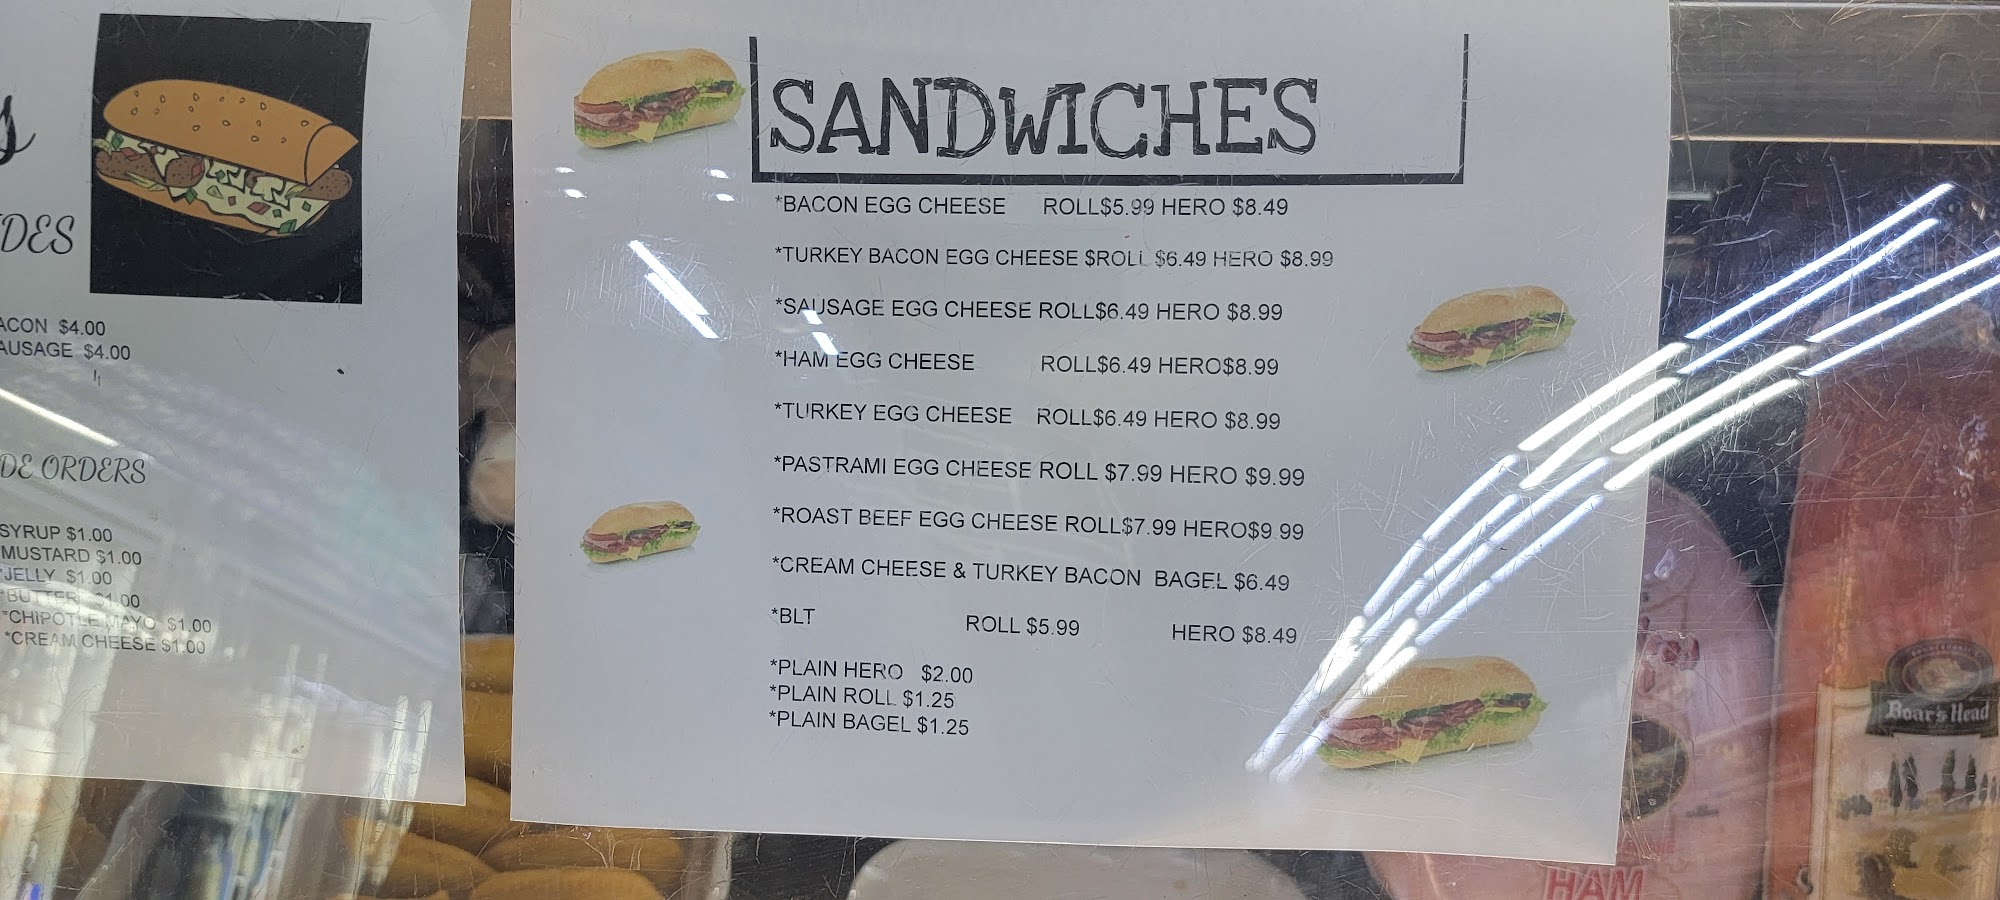 DES
ACON $4.00
AUSAGE $4.00
DE ORDERS
SYRUP $1.00
MUSTARD $1.00
*JELLY $1.00
*BUTTER $1.00
*CHIPOTLE MAYO $1.00
*CREAM CHEESE $1.00
SANDWICHES
*BACON EGG CHEESE ROLL$5.99 HERO $8.49
*TURKEY BACON EGG CHEESE $ROLL $6.49 HERO $8.99
*SAUSAGE EGG CHEESE ROLL$6.49 HERO $8.99
*HAM EGG CHEESE ROLL$6.49 HERO$8.99
*TURKEY EGG CHEESE ROLL$6.49 HERO $8.99
*PASTRAMI EGG CHEESE ROLL $7.99 HERO $9.99
*ROAST BEEF EGG CHEESE ROLL$7.99 HERO$9.99
*CREAM CHEESE & TURKEY BACON BAGEL $6.49
*BLT ROLL $5.99 HERO $8.49
*PLAIN HERO $2.00
*PLAIN ROLL $1.25
*PLAIN BAGEL $1.25
Boar's Head
HAM